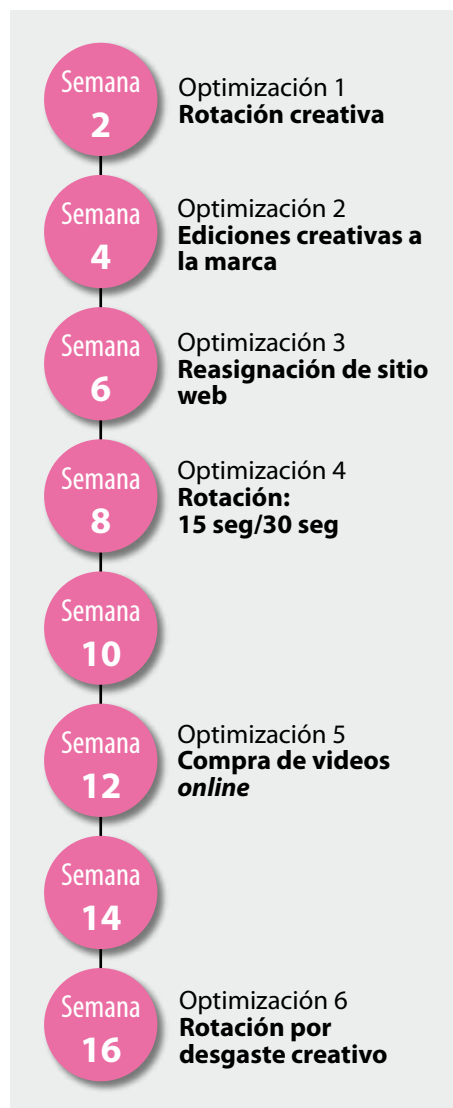 Semana
2
Optimización 1
Rotación creativa
Semana
4
Optimización 2
Ediciones creativas a
la marca
Semana
6
Optimización 3
Reasignación de sitio
web
Semana
8
Optimización 4
Rotación:
15 seg/30 seg
Semana
10
Semana
12
Optimización 5
Compra de videos
online
Semana
14
Semana
16
Optimización 6
Rotación por
desgaste creativo